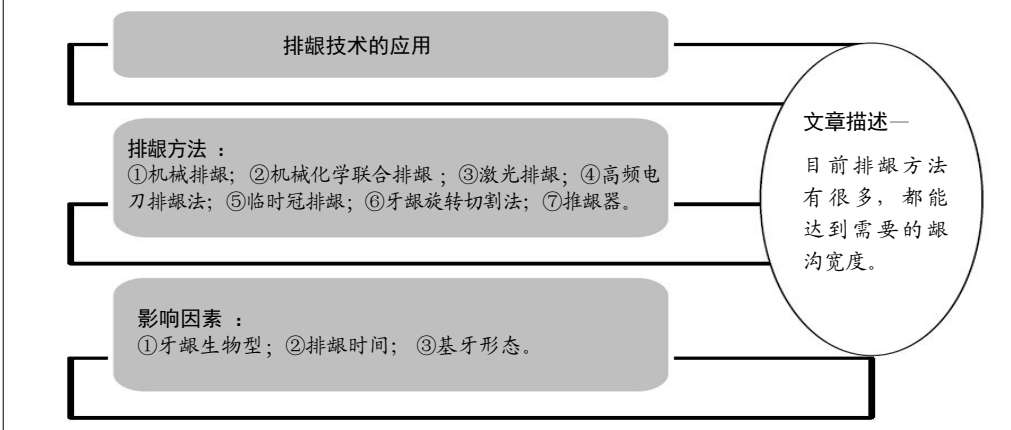 排龈技术的应用
排龈方法 ：
①机械排龈；②机械化学联合排龈；③激光排龈；④高频电
刀排龈法；⑤临时冠排龈；⑥牙龈旋转切割法；⑦推龈器。
影响因素 ：
①牙龈生物型；②排龈时间； ③基牙形态。
文章描述—
目前排龈方法
有很多，都能
达到需要的龈
沟宽度。